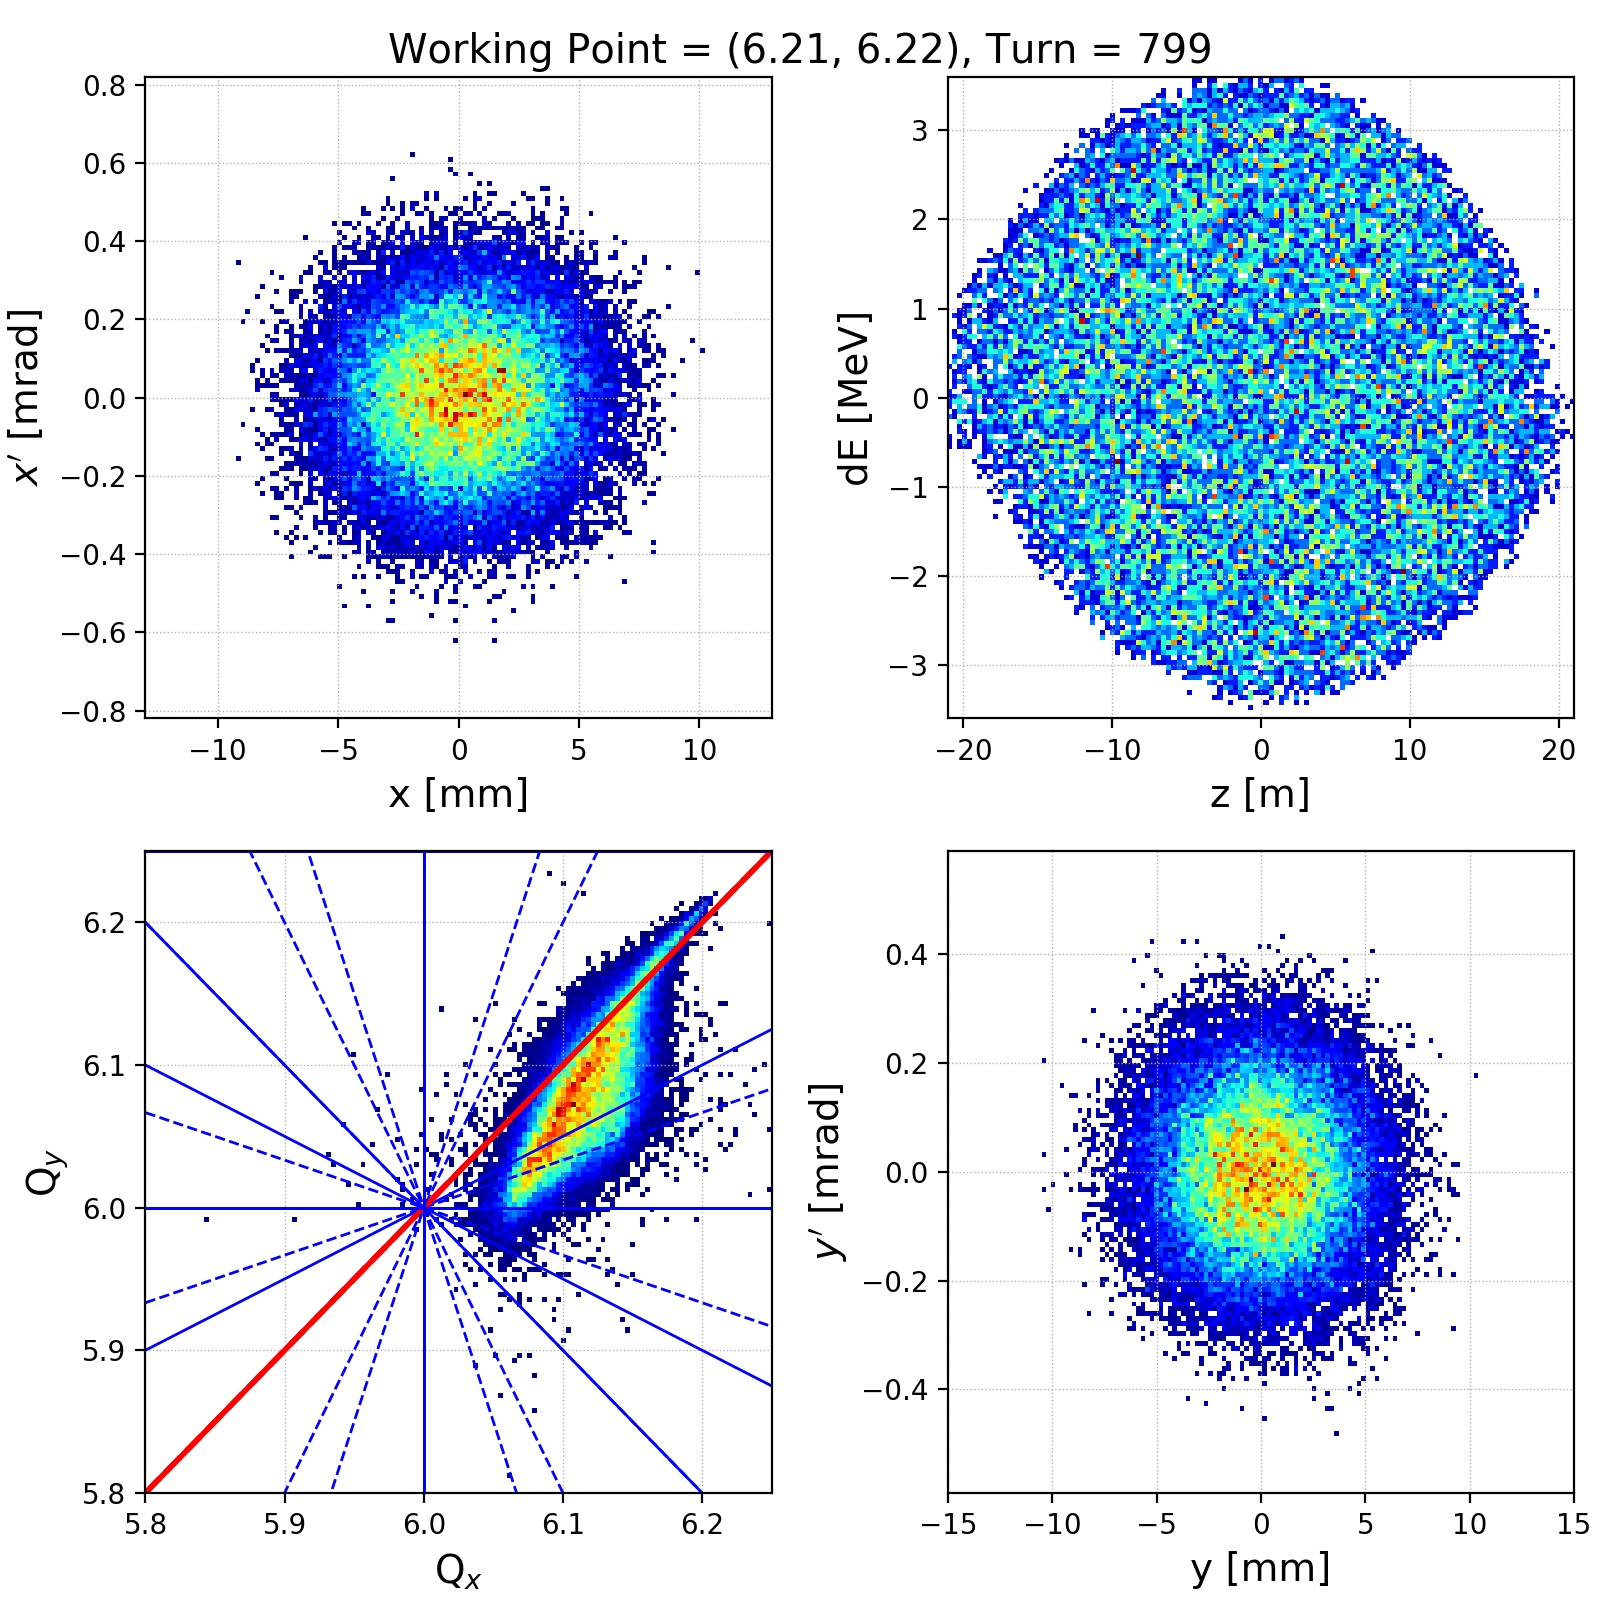 Working Point = (6.21, 6.22), Turn = 799
0.8
0.6
0.4
0.2
0.0
−0.2
−0.4
−0.6
−0.8
x′ [mrad]
−10 −5 0 5 10
x [mm]
3
2
1
0
−1
−2
−3
dE [MeV]
−20 −10 0 10 20
z [m]
6.2
6.1
6.0
5.9
5.8
Qy
5.8 5.9 6.0 6.1 6.2
Qx
0.4
0.2
0.0
−0.2
−0.4
y′ [mrad]
−15 −10 −5 0 5 10 15
y [mm]